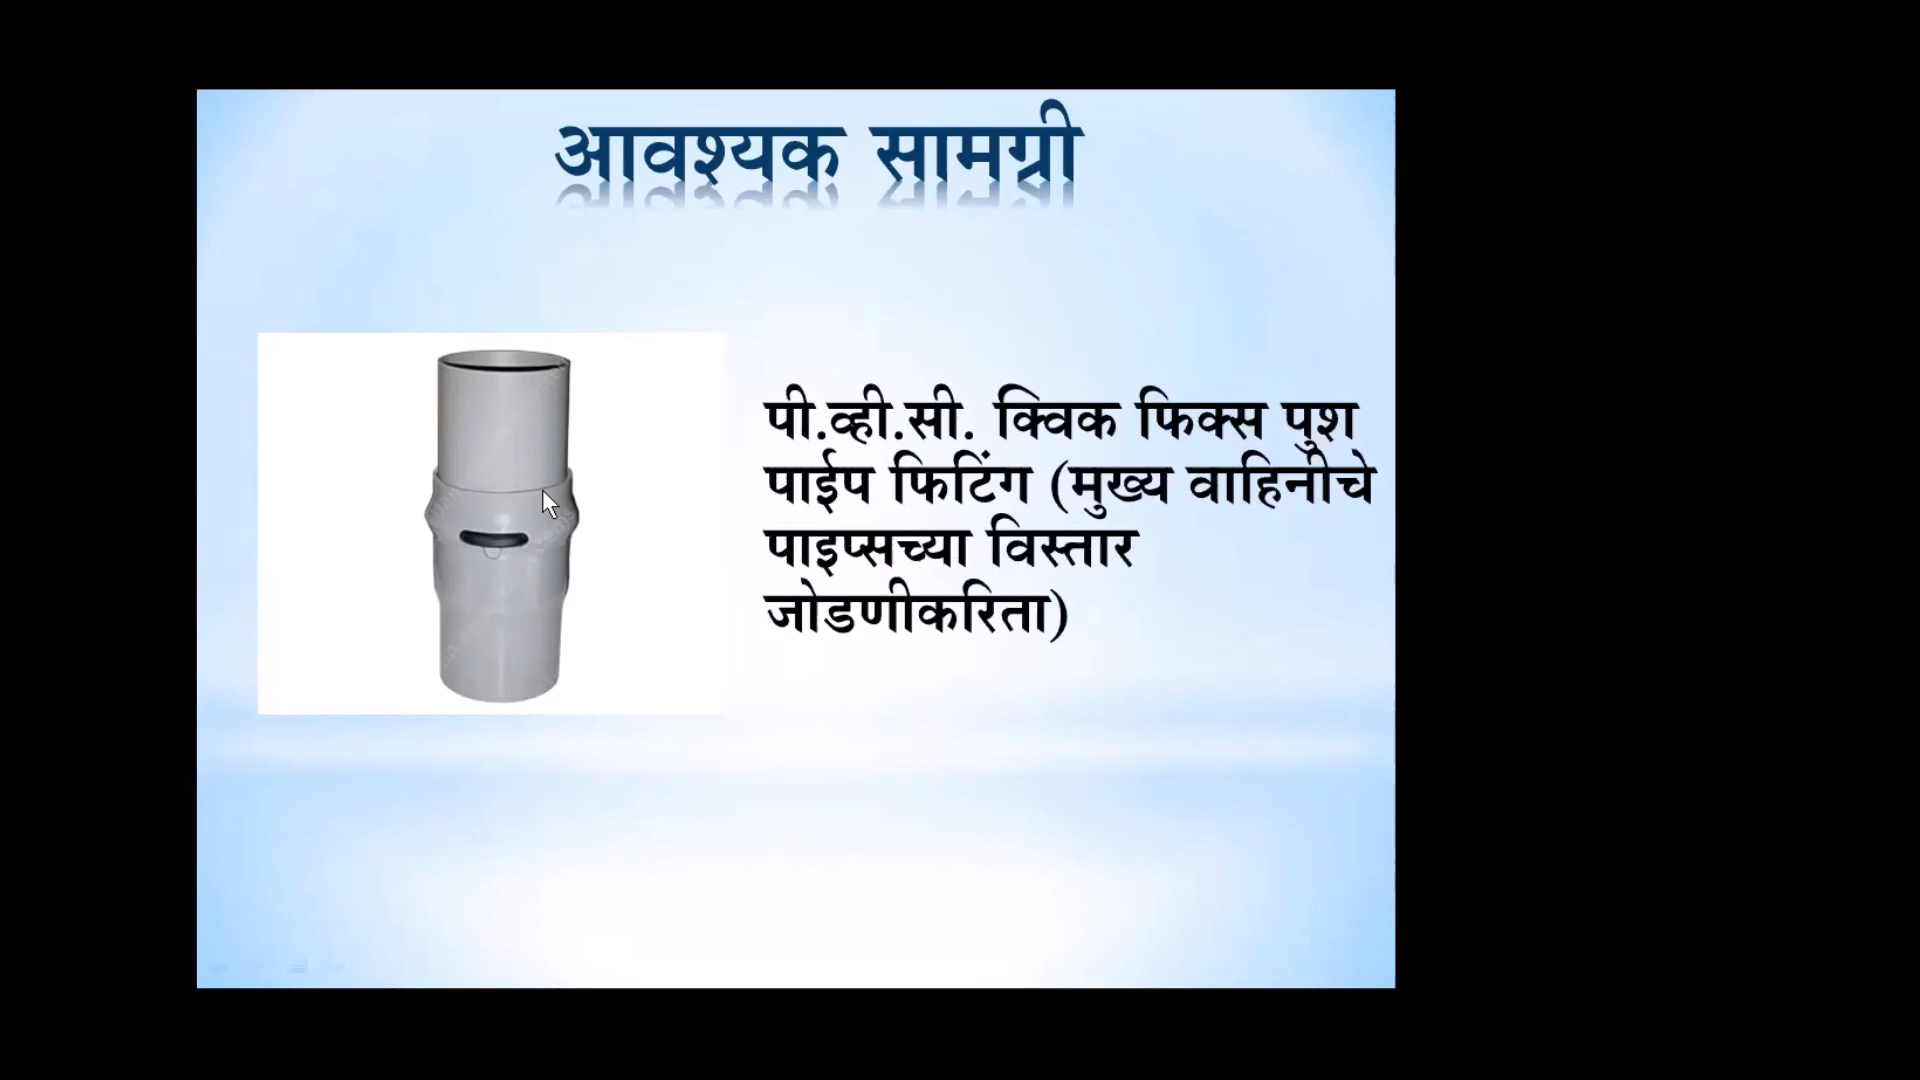 आवश्यक सामग्री
पी.व्ही.सी. क्विक फिक्स पुश
पाईप फिटिंग (मुख्य वाहिनीचे
पाइप्सच्या विस्तार
जोडणीकरिता)